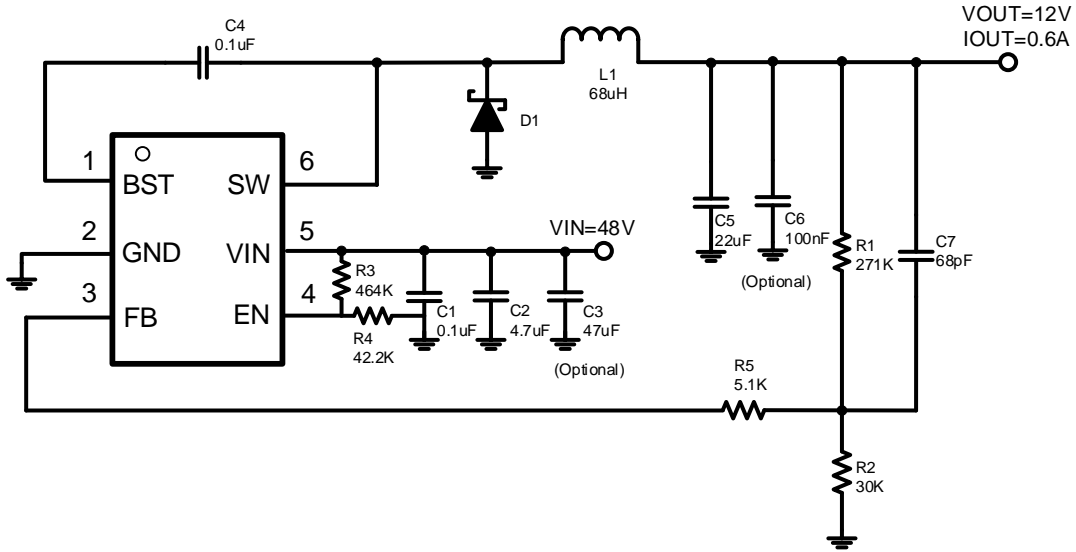 VOUT=12V
IOUT=0.6A
C4
0.1uF
L1
68uH
D1
1
BST
SW
6
2
GND
VIN
5
VIN=48V
3
FB
EN
4
R3
464K
R4
42.2K
C1
0.1uF
C2
4.7uF
C3
47uF
(Optional)
C5
22uF
C6
100nF
(Optional)
R1
271K
C7
68pF
R5
5.1K
R2
30K